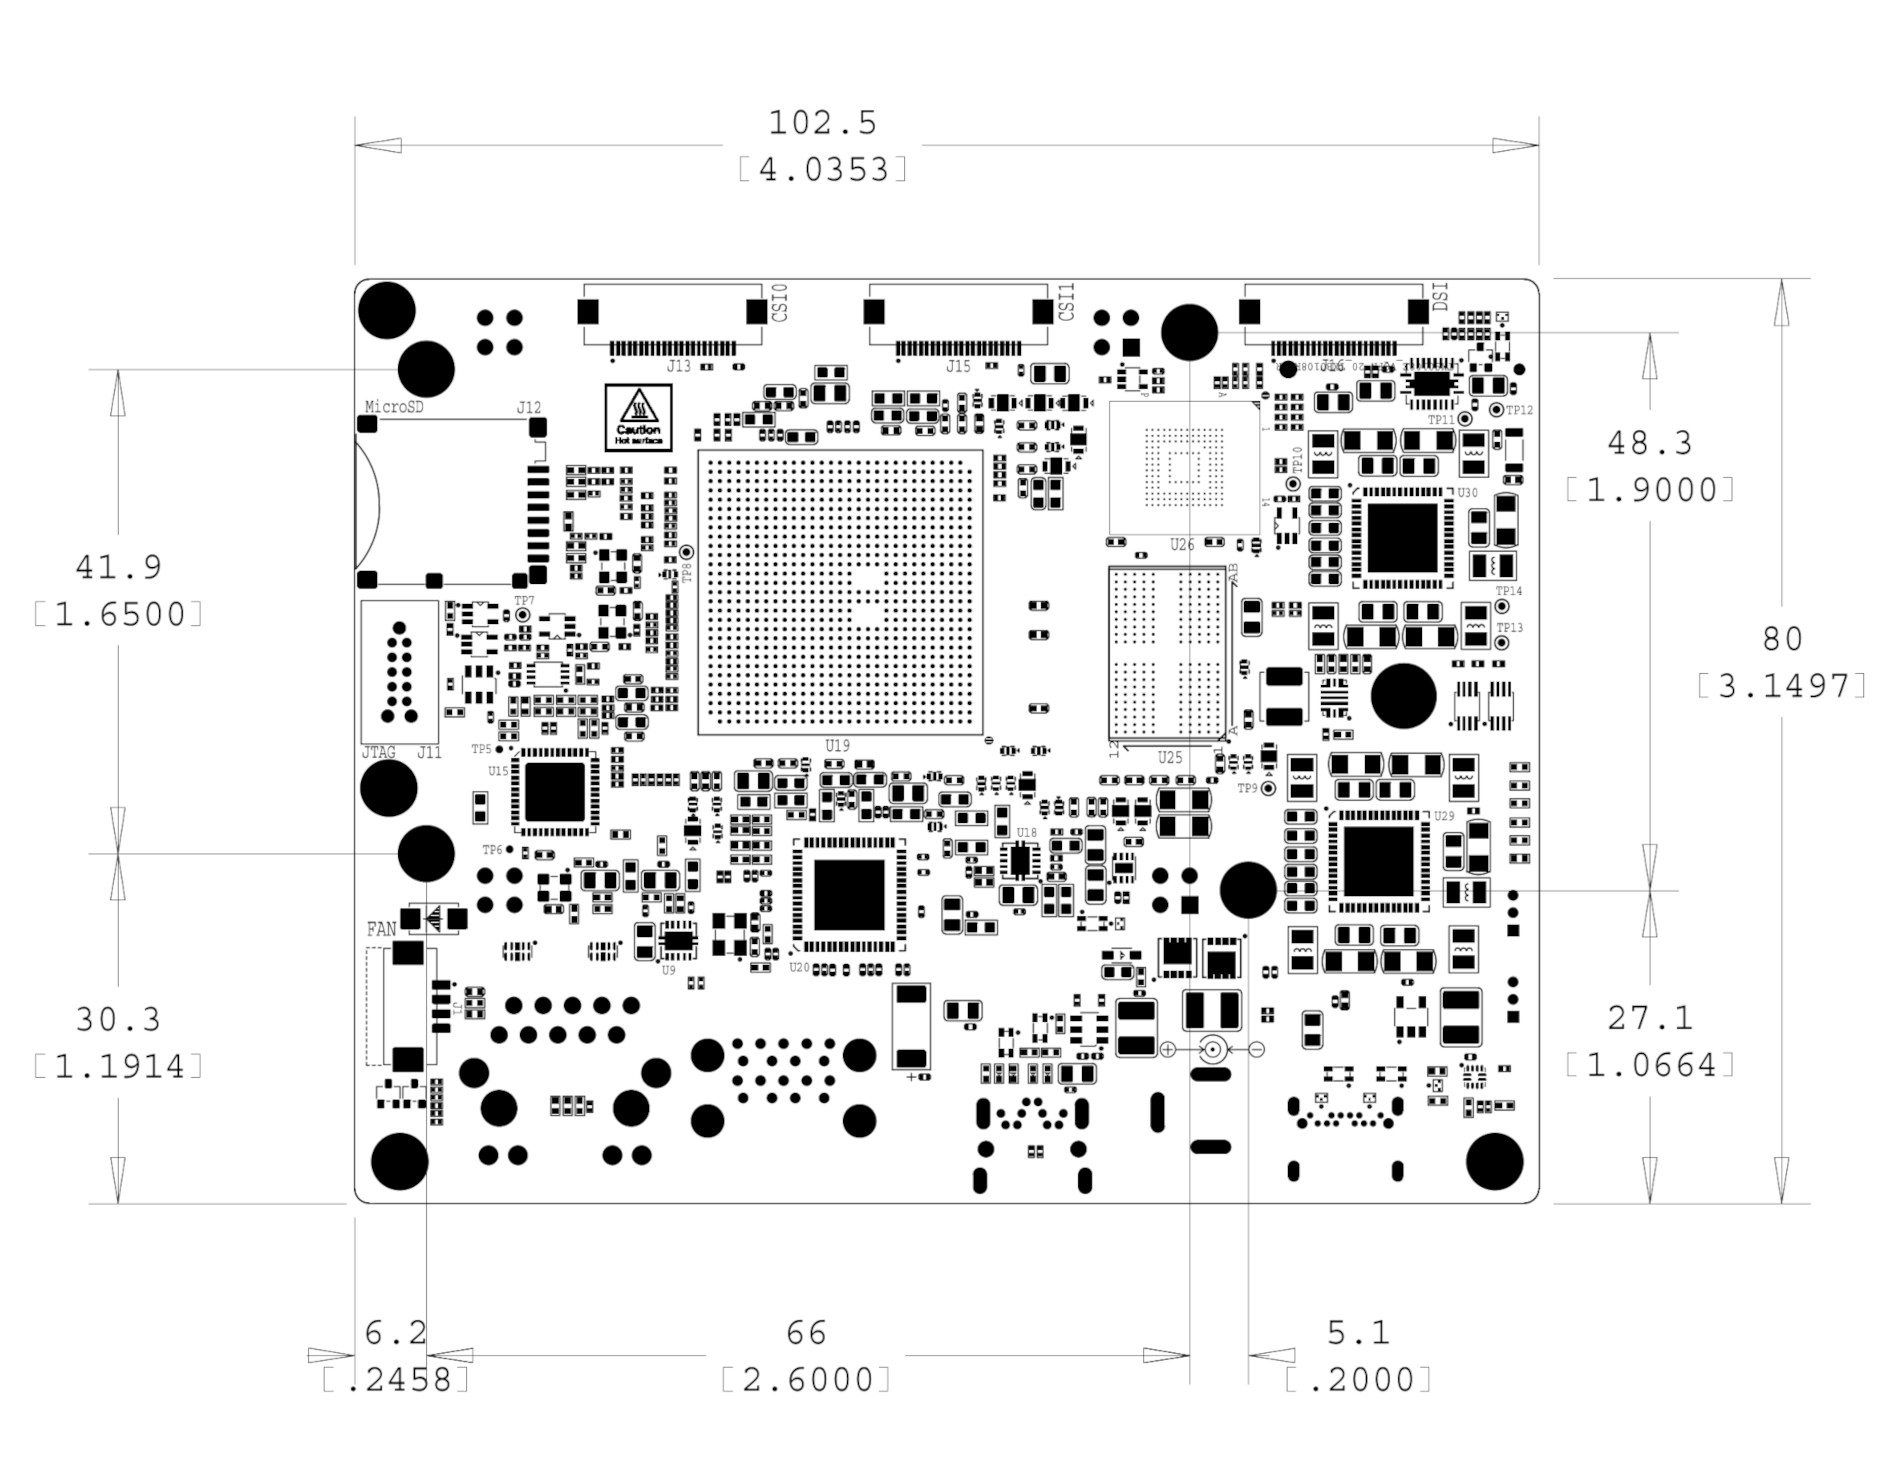 102.5
[4.0353]
CSI0
CSI1
DSI
J13
J15
J16
MicroSD
J12
Caution
Hot surface
TP12
TP11
TP10
U30
41.9
[1.6500]
48.3
[1.9000]
U26
TP8
TP7
AB
TP14
TP13
80
[3.1497]
A
1
12
U19
U25
JTAG
J11
TP5
U15
TP9
U29
U18
TP6
FAN
U9
U20
J1
30.3
[1.1914]
27.1
[1.0664]
6.2
[.2458]
66
[2.6000]
5.1
[.2000]